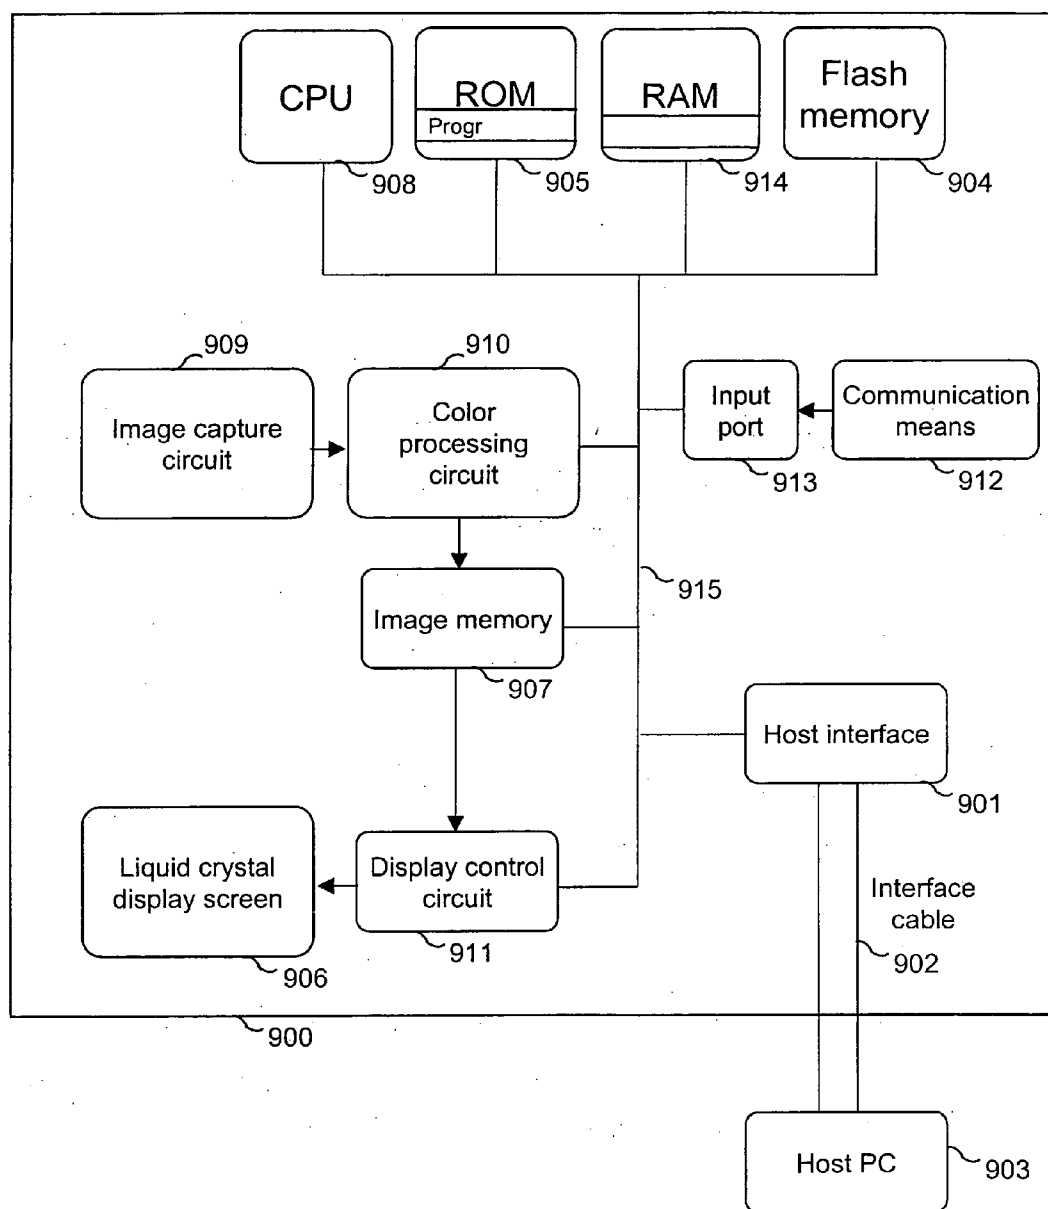 CPU
908
ROM
Progr
905
RAM
914
Flash
memory
904
909
Image capture
circuit
910
Color
processing
circuit
Input
port
913
Communication
means
912
915
Image memory
907
Host interface
901
Liquid crystal
display screen
906
Display control
circuit
911
Interface
cable
902
900
Host PC
903